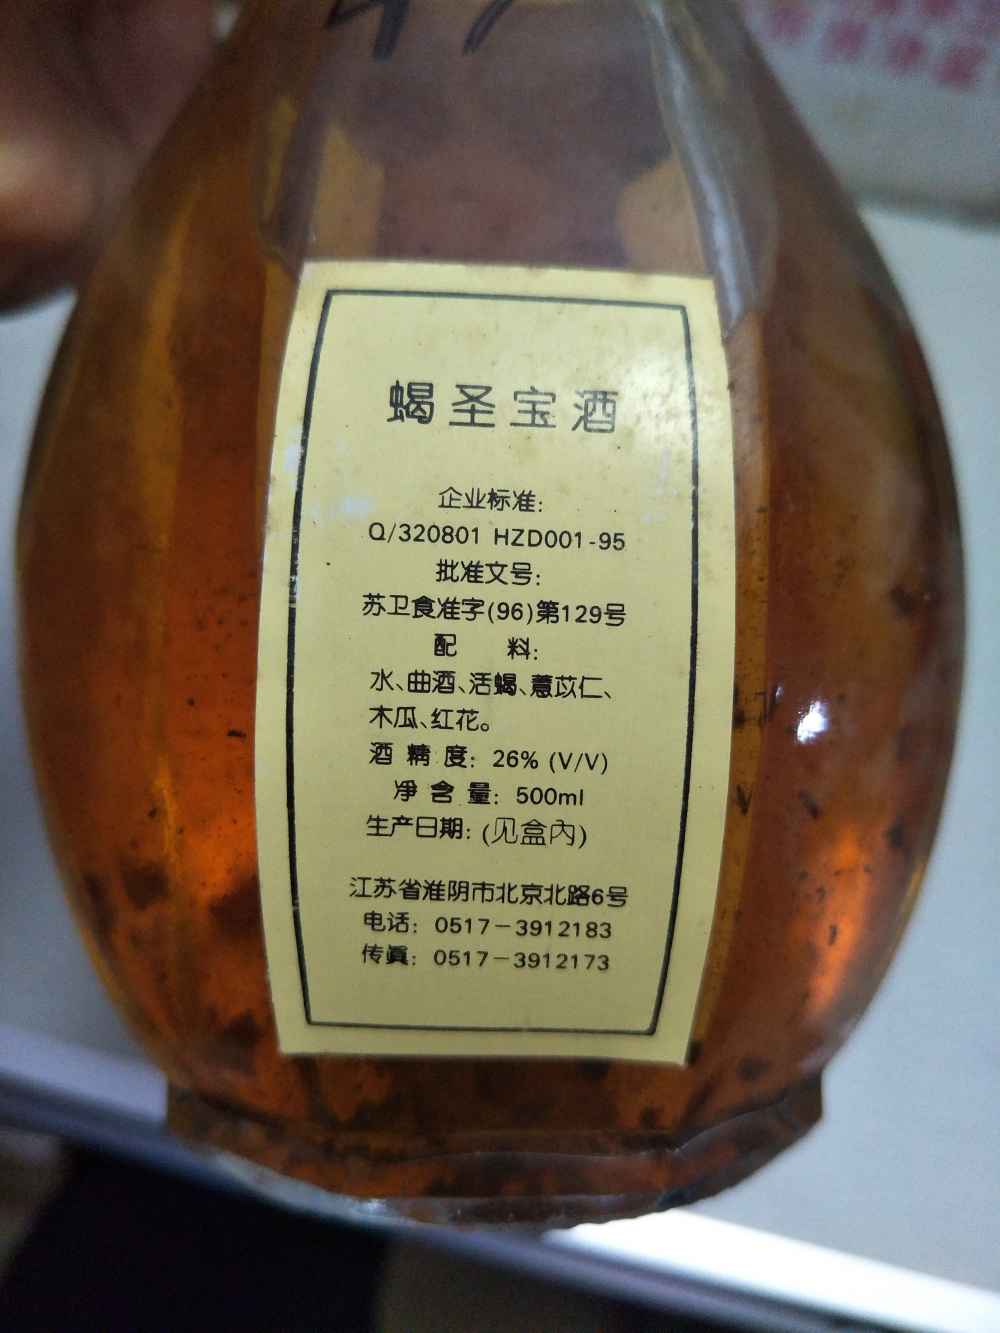 蝎圣宝酒
企业标准:
Q/320801 HZD001-95
批准文号:
苏卫食准字(96)第129号
配 料:
水、曲酒、活蝎、薏苡仁、
木瓜、红花。
酒 精 度: 26% (V/V)
净 含 量: 500ml
生产日期: (见盒内)
江苏省淮阴市北京北路6号
电话: 0517-3912183
传真: 0517-3912173